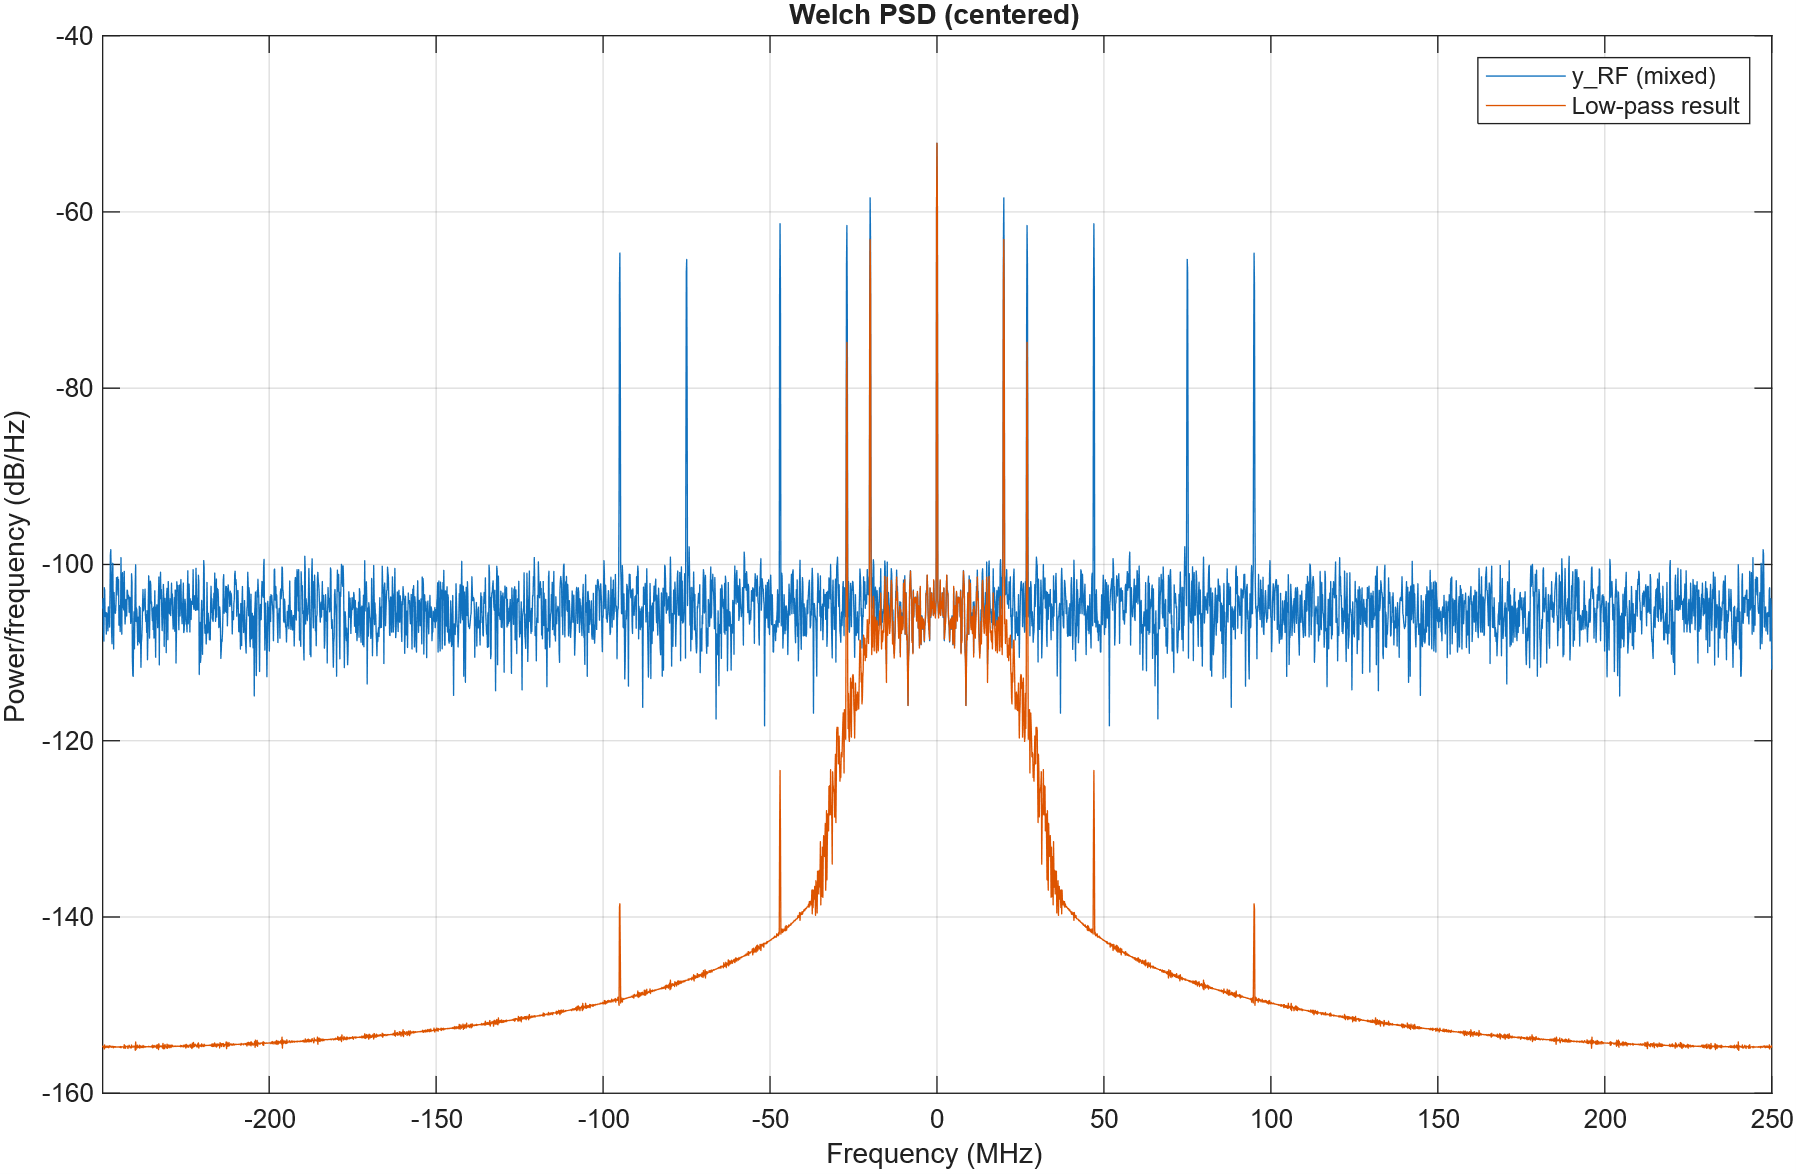 Welch PSD (centered)
y_RF (mixed)
Low-pass result
Power/frequency (dB/Hz)
-40
-60
-80
-100
-120
-140
-160
-200 -150 -100 -50 0 50 100 150 200 250
Frequency (MHz)